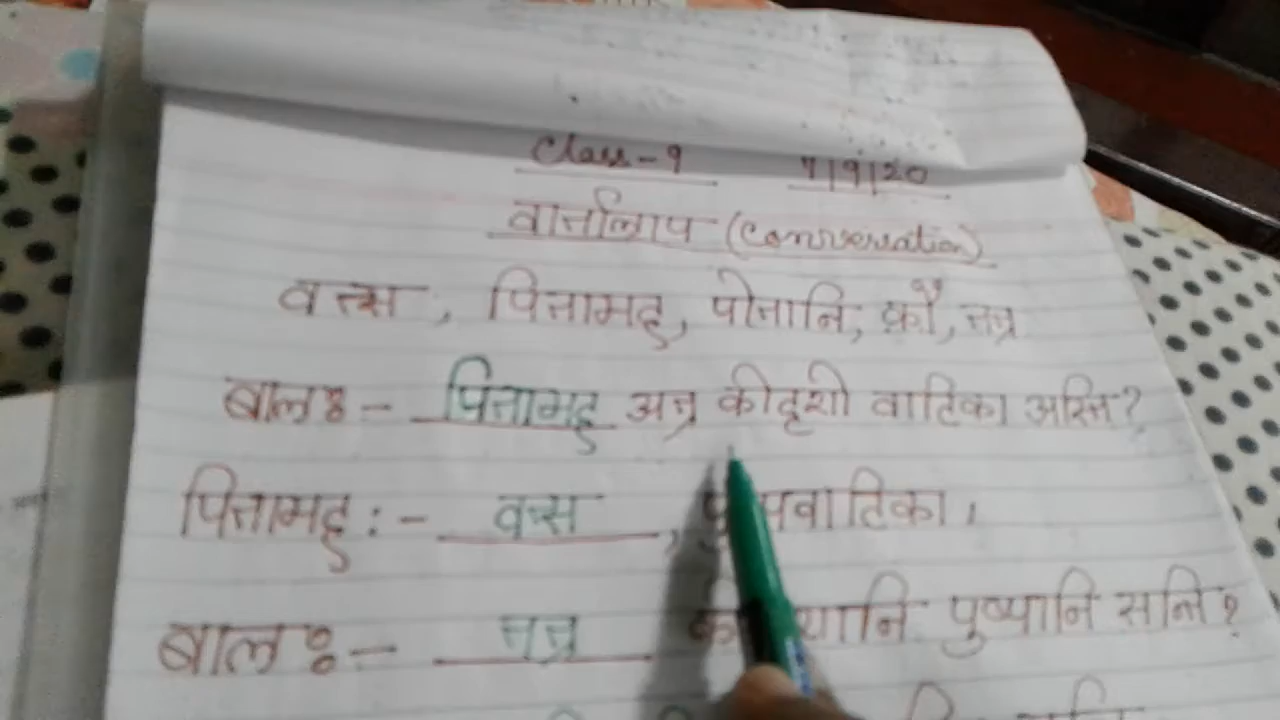 Class-9 7/9/20
वार्तालाप (Conversation)
वत्स, पितामह, पीतानि, कौ, तत्र
बालः - पितामह अत्र कीदृशी वाटिका अस्ति?
पितामहः - वत्स, पुष्पवाटिका।
बालः - तत्र पुष्पानि सन्ति?